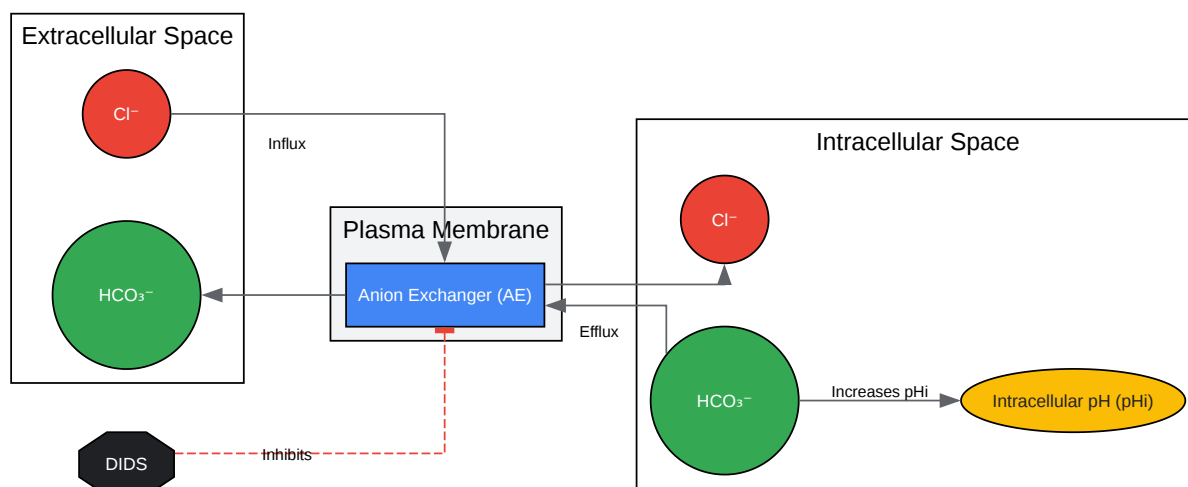 Extracellular Space
Cl⁻
Influx
Intracellular Space
Cl⁻
Plasma Membrane
HCO₃⁻
Anion Exchanger (AE)
Efflux
HCO₃⁻
Increases pHi
Intracellular pH (pHi)
DIDS
Inhibits